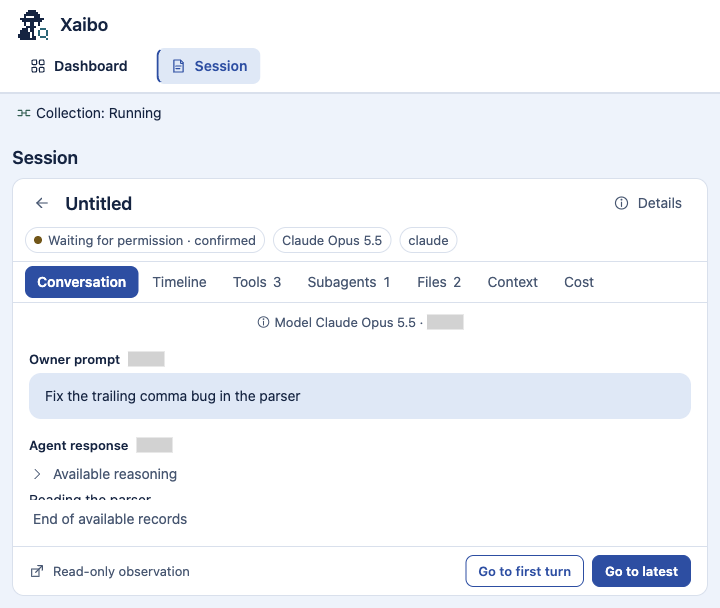 Xaibo
Dashboard
Session
Collection: Running
Session
Untitled
Details
Waiting for permission · confirmed
Claude Opus 5.5
claude
Conversation
Timeline
Tools 3
Subagents 1
Files 2
Context
Cost
Model Claude Opus 5.5 ·
Owner prompt
Fix the trailing comma bug in the parser
Agent response
Available reasoning
Reading the parser
End of available records
Read-only observation
Go to first turn
Go to latest